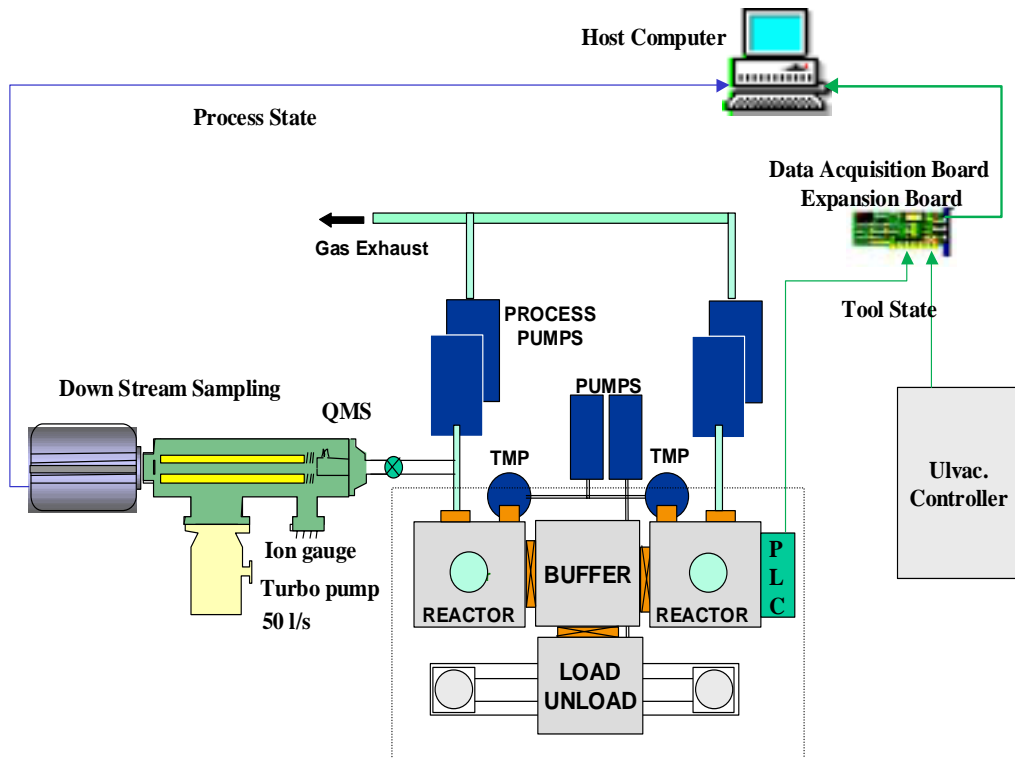 Host Computer
Process State
Data Acquisition Board
Expansion Board
Gas Exhaust
Tool State
PROCESS
PUMPS
Down Stream Sampling
PUMPS
QMS
TMP
TMP
Ulvac.
Controller
Ion gauge
Turbo pump
50 l/s
BUFFER
P
L
C
REACTOR
REACTOR
LOAD
UNLOAD